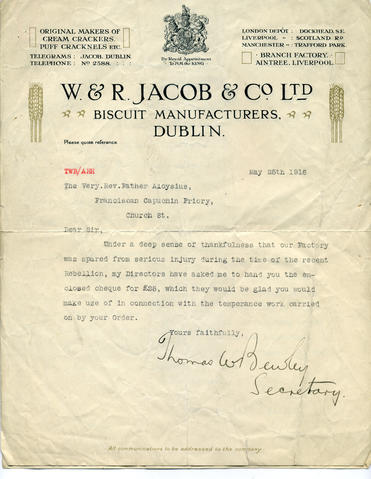 ORIGINAL MAKERS OF
CREAM CRACKERS,
PUFF CRACKNELS ETC.
TELEGRAMS : JACOB. DUBLIN
TELEPHONE : Nº 2588.
By Royal Appointment
To H.M. the KING
LONDON DEPÔT : DOCKHEAD, S.E.
LIVERPOOL - SCOTLAND RD
MANCHESTER - TRAFFORD PARK.
BRANCH FACTORY.
AINTREE, LIVERPOOL
W. & R. JACOB & CO LTD
BISCUIT MANUFACTURERS,
DUBLIN.
Please quote reference
TWB/AEH May 25th 1916
The Very.Rev.Father Aloysius,
Franciscan Capuchin Priory,
Church St.
Dear Sir,
Under a deep sense of thankfulness that our Factory
was spared from serious injury during the time of the recent
Rebellion, my Directors have asked me to hand you the en-
closed cheque for £25, which they would be glad you would
make use of in connection with the temperance work carried
on by your Order.
Yours faithfully,
Thomas W Bewley
Secretary.
All communications to be addressed to the company.